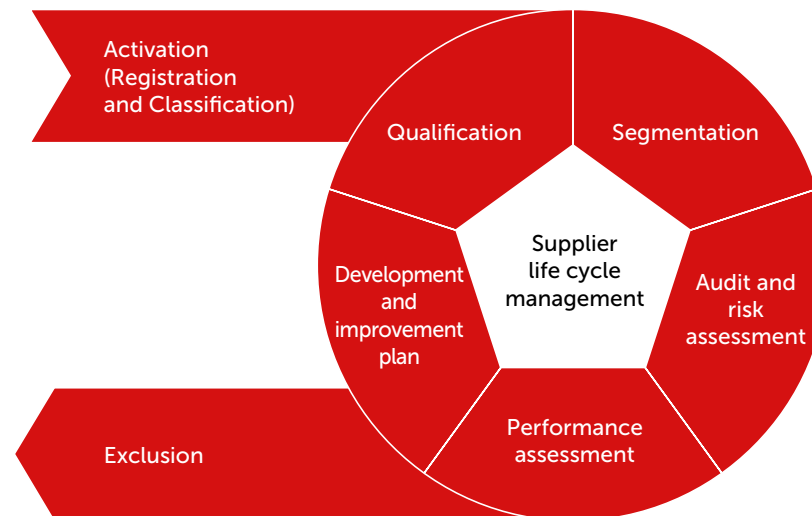 Activation
(Registration
and Classification)
Qualification
Segmentation
Supplier
life cycle
management
Development
and
improvement
plan
Audit and
risk
assessment
Performance
assessment
Exclusion